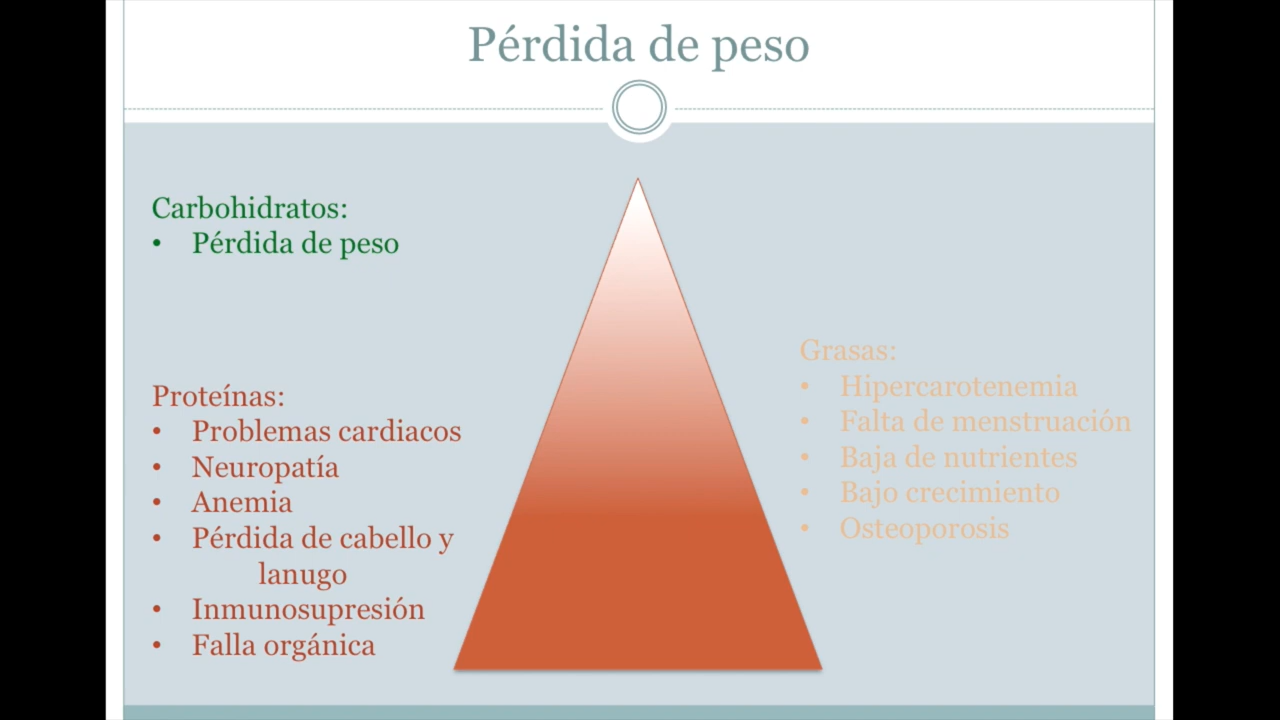 Pérdida de peso
Carbohidratos:
• Pérdida de peso
Proteínas:
• Problemas cardiacos
• Neuropatía
• Anemia
• Pérdida de cabello y
lanugo
• Inmunosupresión
• Falla orgánica
Grasas:
• Hipercarotenemia
• Falta de menstruación
• Baja de nutrientes
• Bajo crecimiento
• Osteoporosis